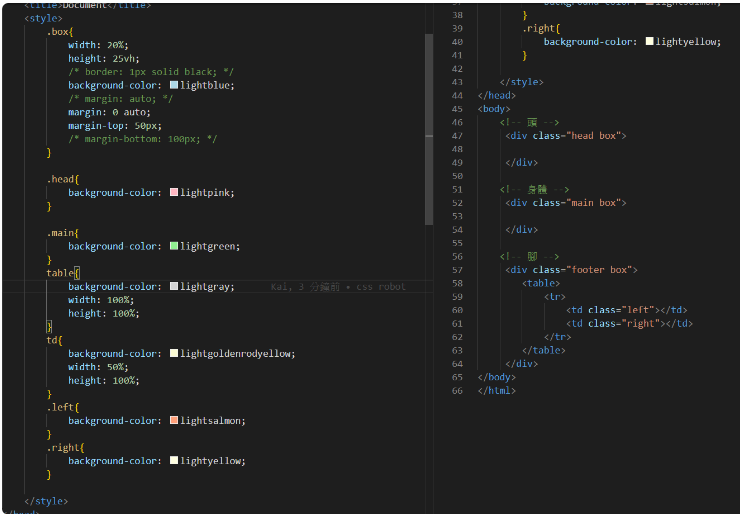 <title>Document</title>
<style>
.box{
width: 20%;
height: 25vh;
/* border: 1px solid black; */
background-color: lightblue;
/* margin: auto; */
margin: 0 auto;
margin-top: 50px;
/* margin-bottom: 100px; */
}
.head{
background-color: lightpink;
}
.main{
background-color: lightgreen;
}
table{
background-color: lightgray; Kai, 3 分鐘前 • css robot
width: 100%;
height: 100%;
}
td{
background-color: lightgoldenrodyellow;
width: 50%;
height: 100%;
}
.left{
background-color: lightsalmon;
}
.right{
background-color: lightyellow;
}
</style>
</head>
37 background-color: lightsalmon;
38 }
39 .right{
40 background-color: lightyellow;
41 }
42
43 </style>
44 </head>
45 <body>
46 <!-- 頭 -->
47 <div class="head box">
48
49 </div>
50
51 <!-- 身體 -->
52 <div class="main box">
53
54 </div>
55
56 <!-- 腳 -->
57 <div class="footer box">
58 <table>
59 <tr>
60 <td class="left"></td>
61 <td class="right"></td>
62 </tr>
63 </table>
64 </div>
65 </body>
66 </html>